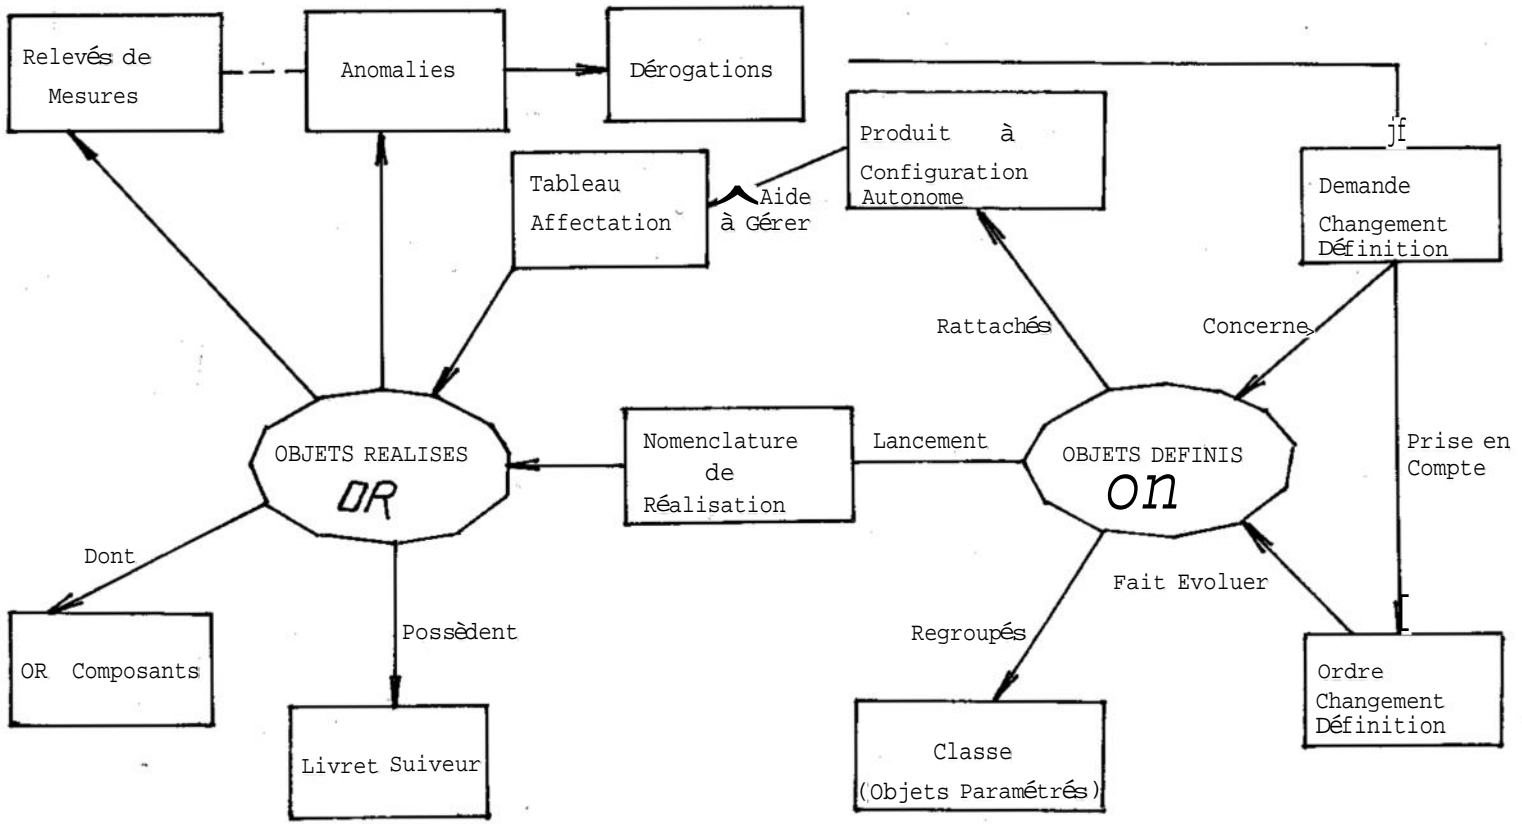 Relevés de
Mesures
Anomalies
Dérogations
Produit à
Configuration
Autonome
jf
Demande
Changement
Définition
Tableau
Affectation
Aide
à Gérer
Rattachés
Concerne
OBJETS REALISES
OR
Nomenclature
de
Réalisation
Lancement
OBJETS DEFINIS
on
Prise en
Compte
Dont
Fait Evoluer
Possèdent
Regroupés
OR Composants
Ordre
Changement
Définition
Livret Suiveur
Classe
(Objets Paramétrés)